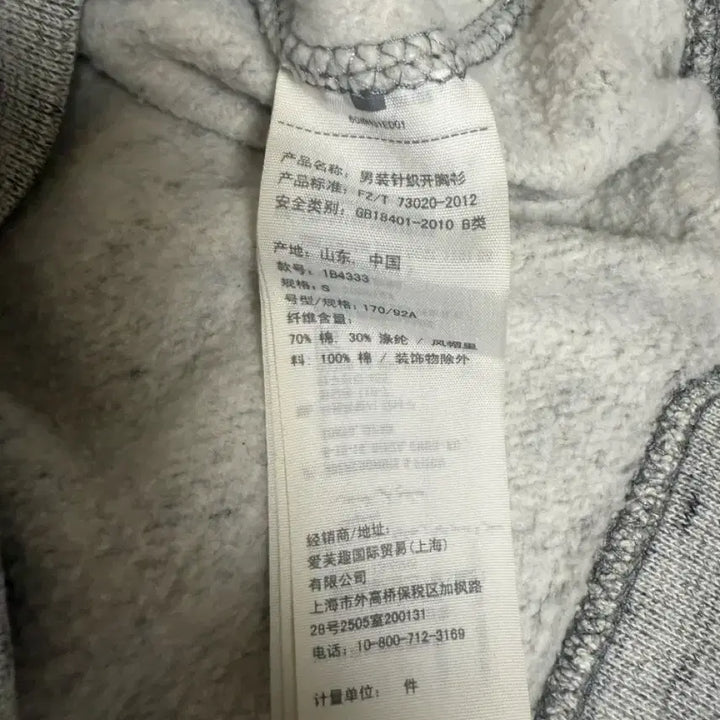 产品名称: 男装针织开胸衫
产品标准: FZ/T 73020-2012
安全类别: GB18401-2010 B类
产地: 山东, 中国
款号: 1B4333
规格: S
号型/规格: 170/92A
纤维含量:
70% 棉, 30% 涤纶 / 风帽里
料: 100% 棉 / 装饰物除外
经销商/地址:
爱芙趣国际贸易(上海)
有限公司
上海市外高桥保税区加枫路
28号2505室200131
电话: 10-800-712-3169
计量单位: 件